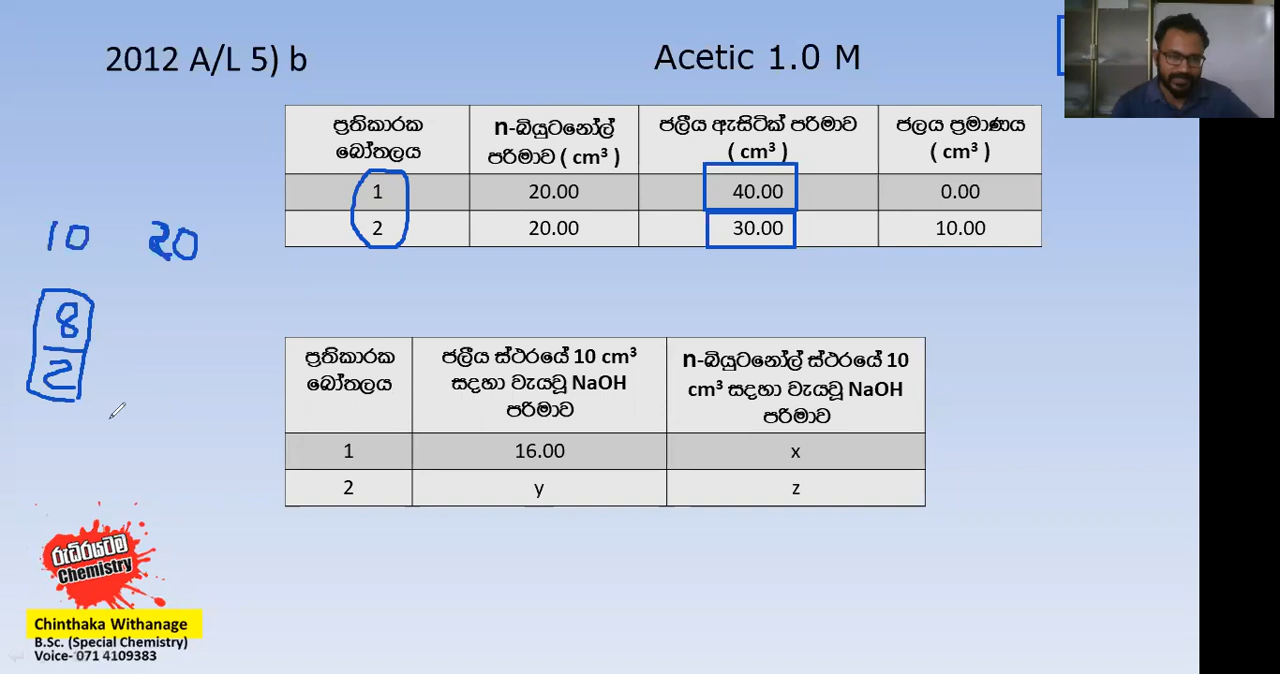 2012 A/L 5) b
Acetic 1.0 M
ප්‍රතිකාරක බෝතලය
n-බියුටනෝල් පරිමාව ( cm³ )
ජලීය ඇසිටික් පරිමාව ( cm³ )
ජලය ප්‍රමාණය ( cm³ )
1 20.00 40.00 0.00
2 20.00 30.00 10.00
10 20
8
2
ප්‍රතිකාරක බෝතලය
ජලීය ස්ථරයේ 10 cm³ සඳහා වැයවූ NaOH පරිමාව
n-බියුටනෝල් ස්ථරයේ 10 cm³ සඳහා වැයවූ NaOH පරිමාව
1 16.00 x
2 y z
රුධිරයටම
Chemistry
Chinthaka Withanage
B.Sc. (Special Chemistry)
Voice- 071 4109383